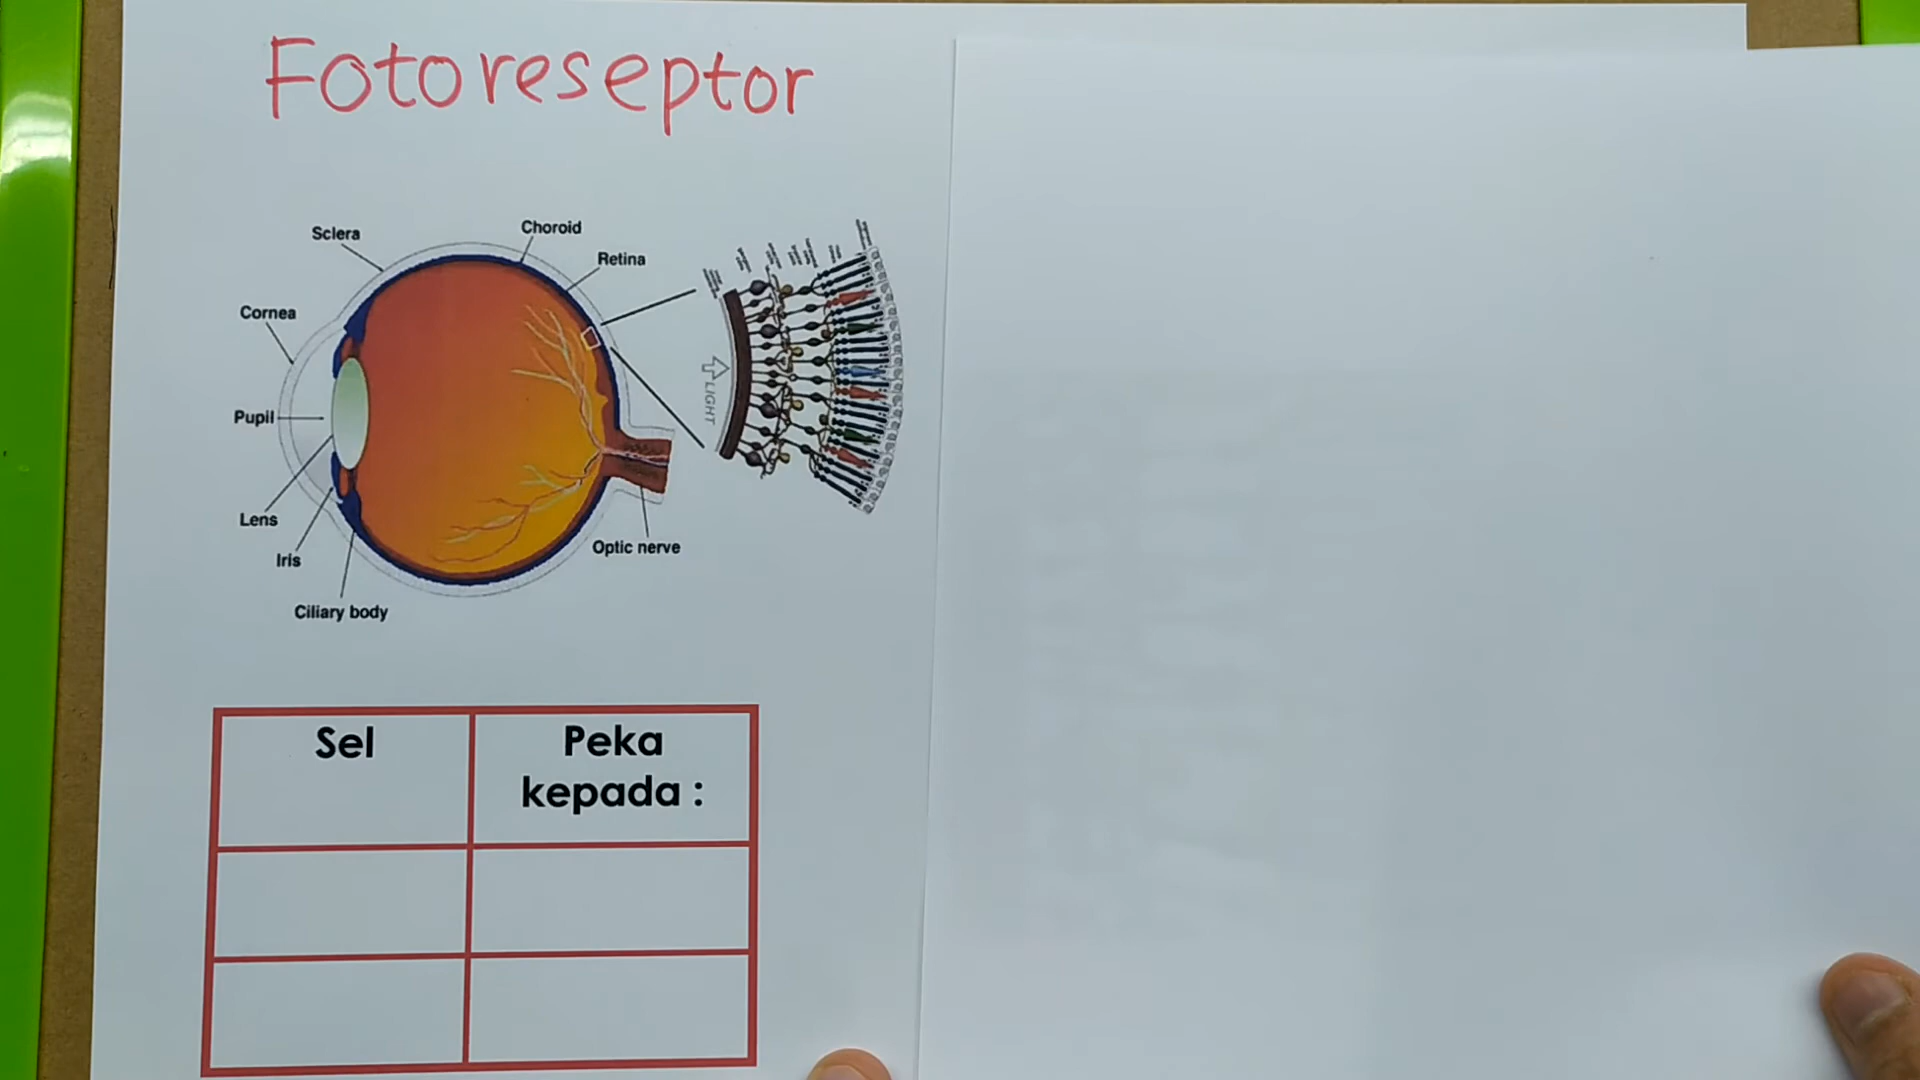 Fotoreseptor
Sclera
Choroid
Retina
Cornea
LIGHT
Pupil
Lens
Iris
Optic nerve
Ciliary body
Sel
Peka
kepada :